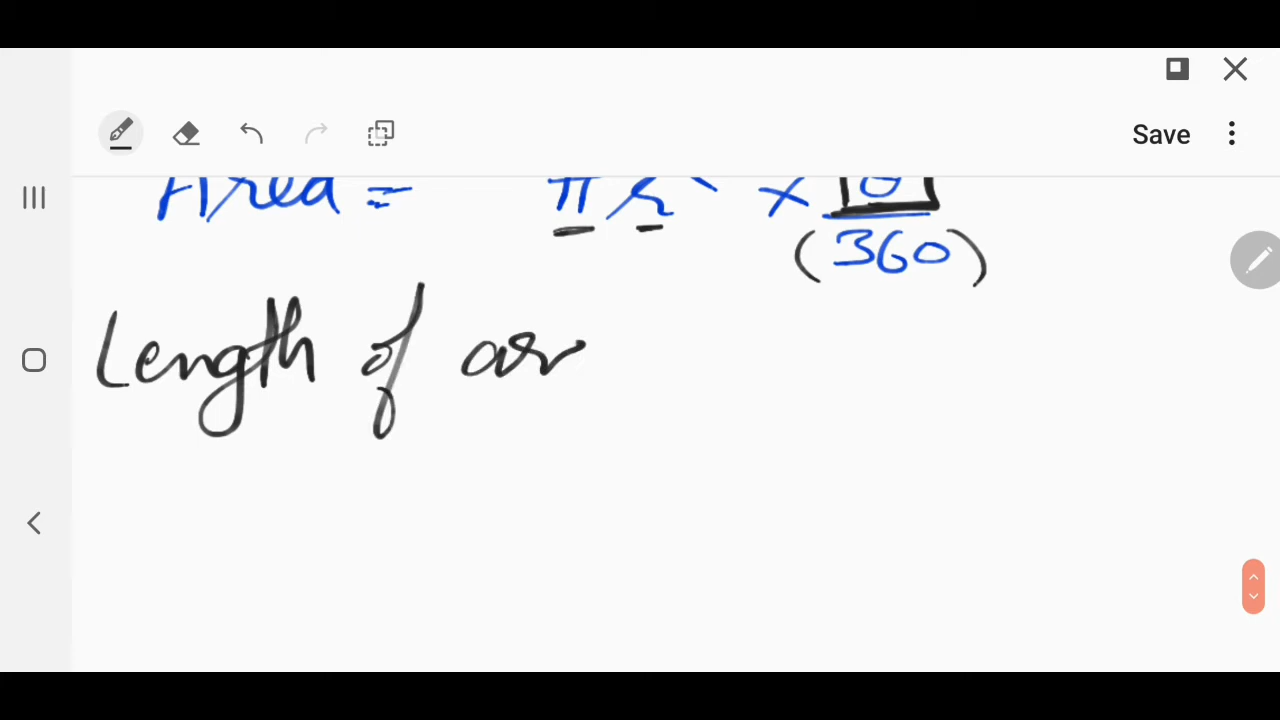 Save
Area = πr² × θ
(360)
Length of ar